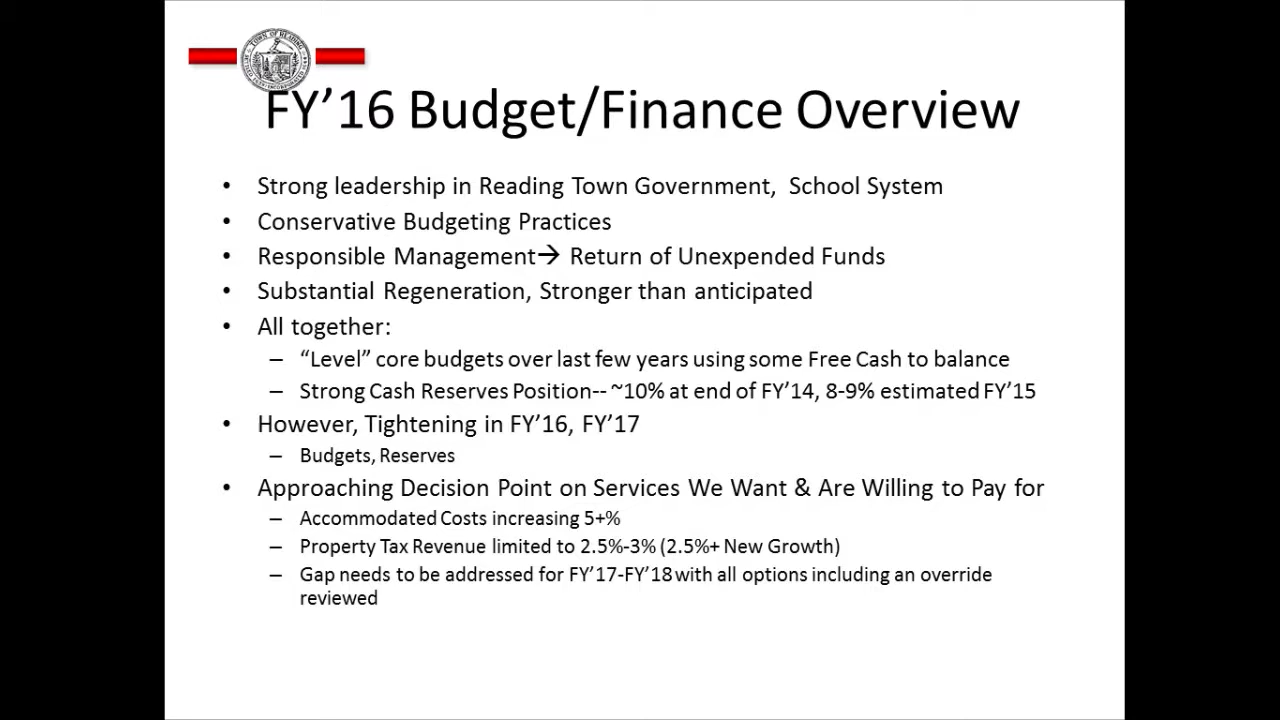 TOWN OF READING
FY’16 Budget/Finance Overview
• Strong leadership in Reading Town Government,  School System
• Conservative Budgeting Practices
• Responsible Management→ Return of Unexpended Funds
• Substantial Regeneration, Stronger than anticipated
• All together:
– “Level” core budgets over last few years using some Free Cash to balance
– Strong Cash Reserves Position-- ~10% at end of FY’14, 8-9% estimated FY’15
• However, Tightening in FY’16, FY’17
– Budgets, Reserves
• Approaching Decision Point on Services We Want & Are Willing to Pay for
– Accommodated Costs increasing 5+%
– Property Tax Revenue limited to 2.5%-3% (2.5%+ New Growth)
– Gap needs to be addressed for FY’17-FY’18 with all options including an override
reviewed